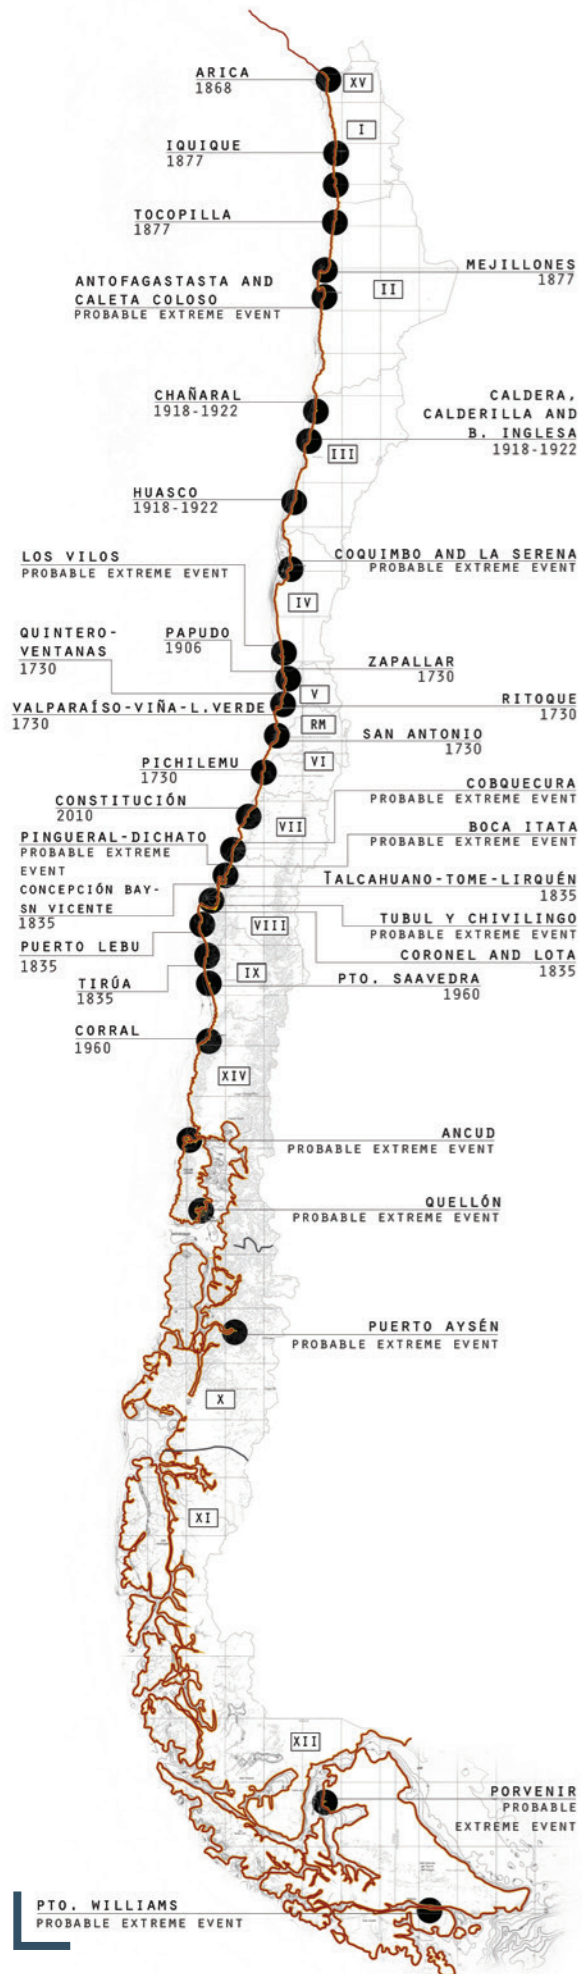 ARICA
1868
XV
I
IQUIQUE
1877
TOCOPILLA
1877
MEJILLONES
1877
ANTOFAGASTASTA AND
CALETA COLOSO
PROBABLE EXTREME EVENT
II
CHAÑARAL
1918-1922
CALDERA,
CALDERILLA AND
B. INGLESA
1918-1922
III
HUASCO
1918-1922
LOS VILOS
PROBABLE EXTREME EVENT
COQUIMBO AND LA SERENA
PROBABLE EXTREME EVENT
IV
QUINTERO-
VENTANAS
1730
PAPUDO
1906
ZAPALLAR
1730
V
VALPARAÍSO-VIÑA-L.VERDE
1730
RITOQUE
1730
RM
SAN ANTONIO
1730
VI
PICHILEMU
1730
COBQUECURA
PROBABLE EXTREME EVENT
CONSTITUCIÓN
2010
VII
BOCA ITATA
PROBABLE EXTREME EVENT
PINGUERAL-DICHATO
PROBABLE EXTREME
EVENT
TALCAHUANO-TOME-LIRQUÉN
1835
CONCEPCIÓN BAY-
SN VICENTE
1835
TUBUL Y CHIVILINGO
PROBABLE EXTREME EVENT
VIII
PUERTO LEBU
1835
CORONEL AND LOTA
1835
IX
TIRÚA
1835
PTO. SAAVEDRA
1960
CORRAL
1960
XIV
ANCUD
PROBABLE EXTREME EVENT
QUELLÓN
PROBABLE EXTREME EVENT
PUERTO AYSÉN
PROBABLE EXTREME EVENT
X
XI
XII
PORVENIR
PROBABLE
EXTREME EVENT
PTO. WILLIAMS
PROBABLE EXTREME EVENT